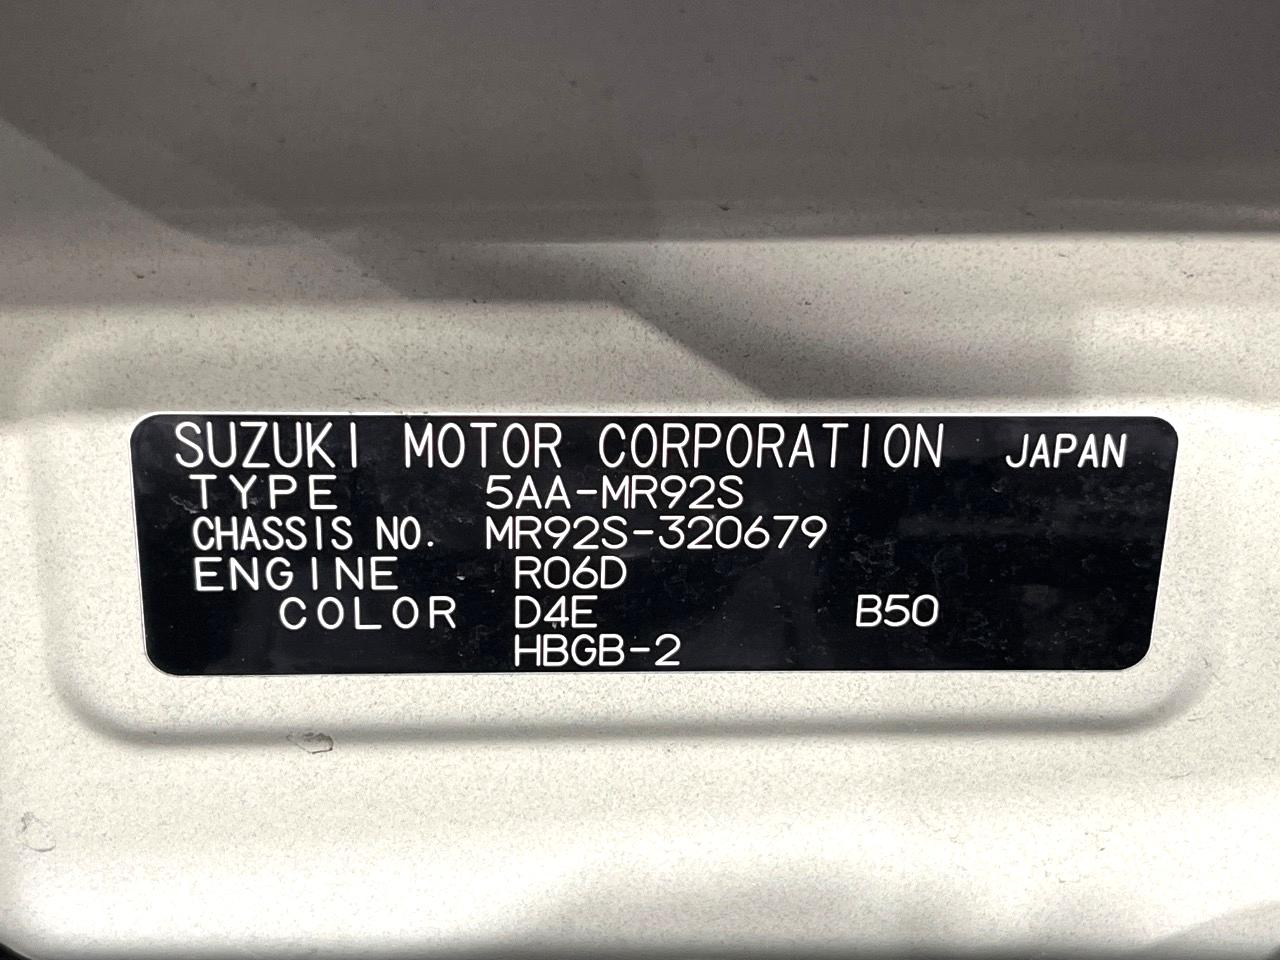 SUZUKI MOTOR CORPORATION JAPAN
TYPE 5AA-MR92S
CHASSIS NO. MR92S-320679
ENGINE R06D
COLOR D4E B50
HBGB-2